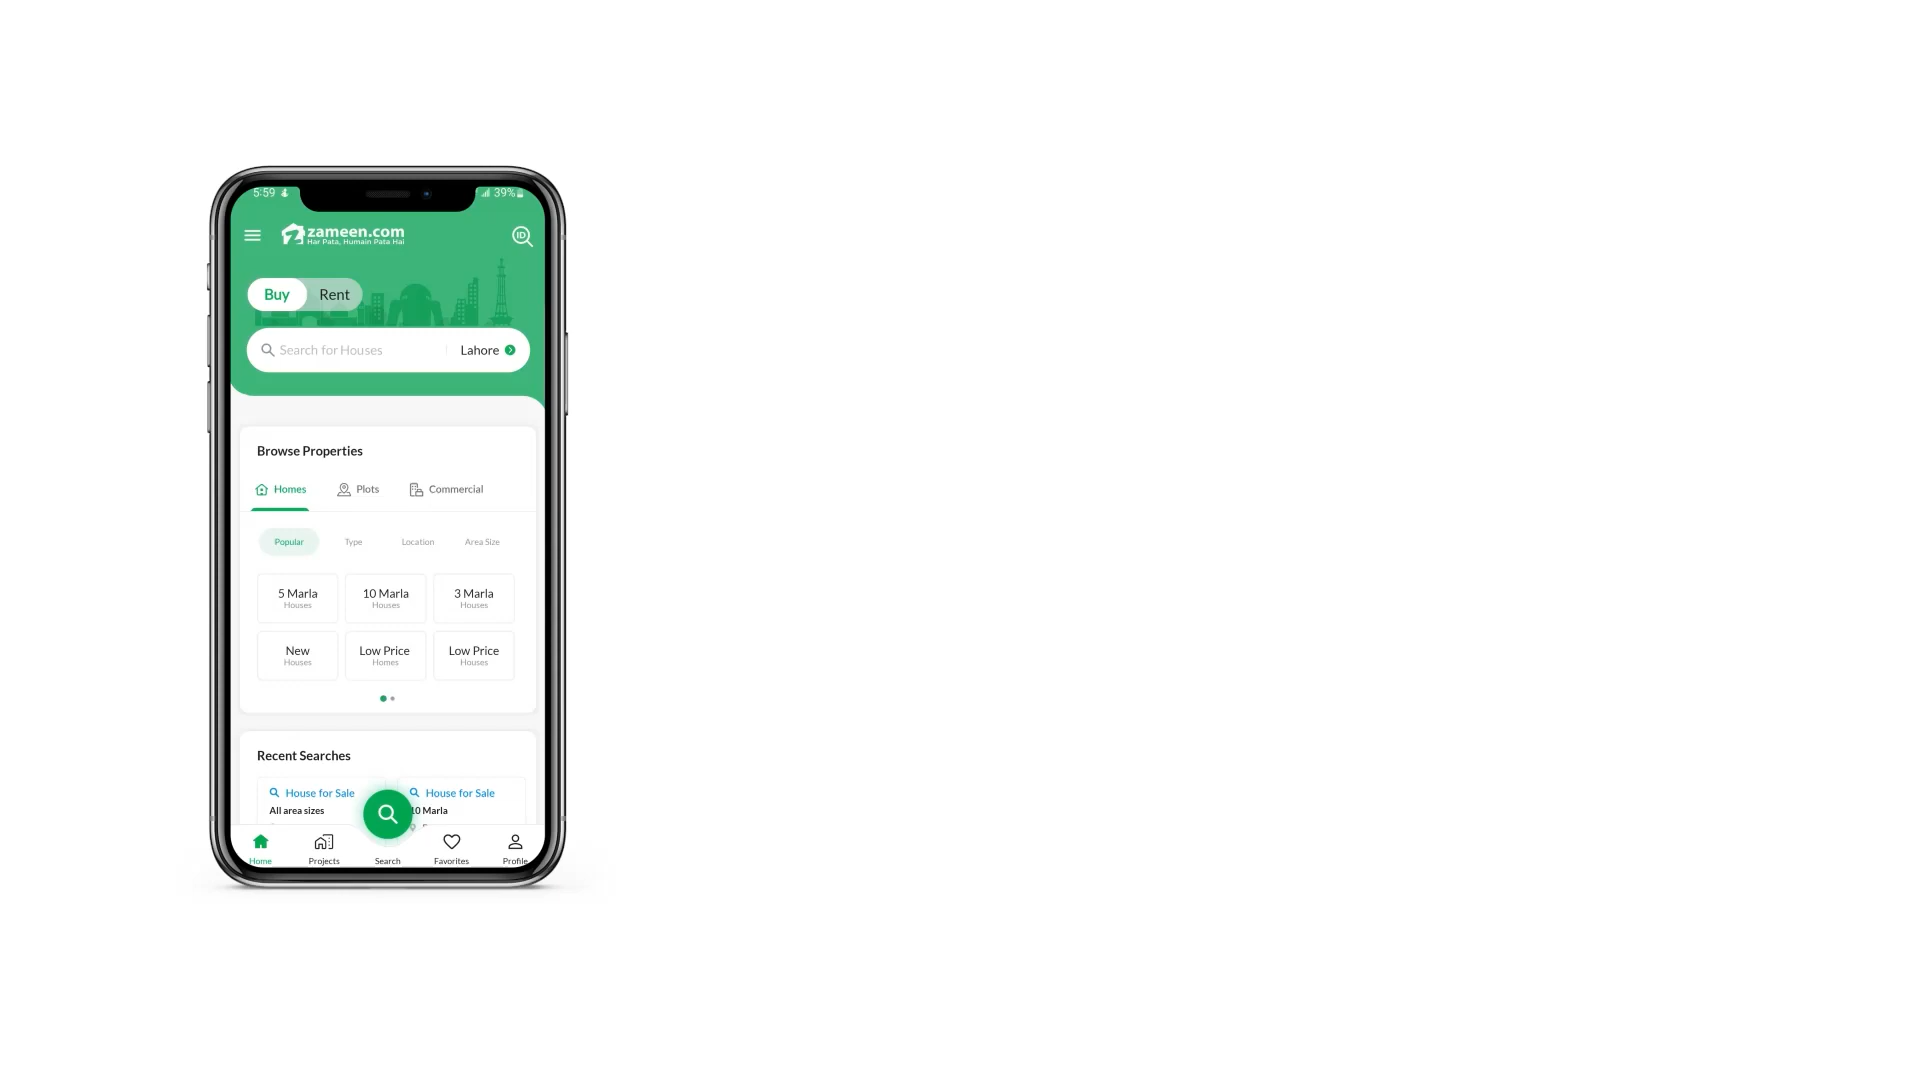 5:59
39%
zameen.com
Har Pata, Humain Pata Hai
ID
Buy Rent
Search for Houses Lahore
Browse Properties
Homes Plots Commercial
Popular Type Location Area Size
5 Marla 10 Marla 3 Marla
Houses Houses Houses
New Low Price Low Price
Houses Homes Houses
Recent Searches
House for Sale House for Sale
All area sizes 10 Marla
Home Projects Search Favorites Profile